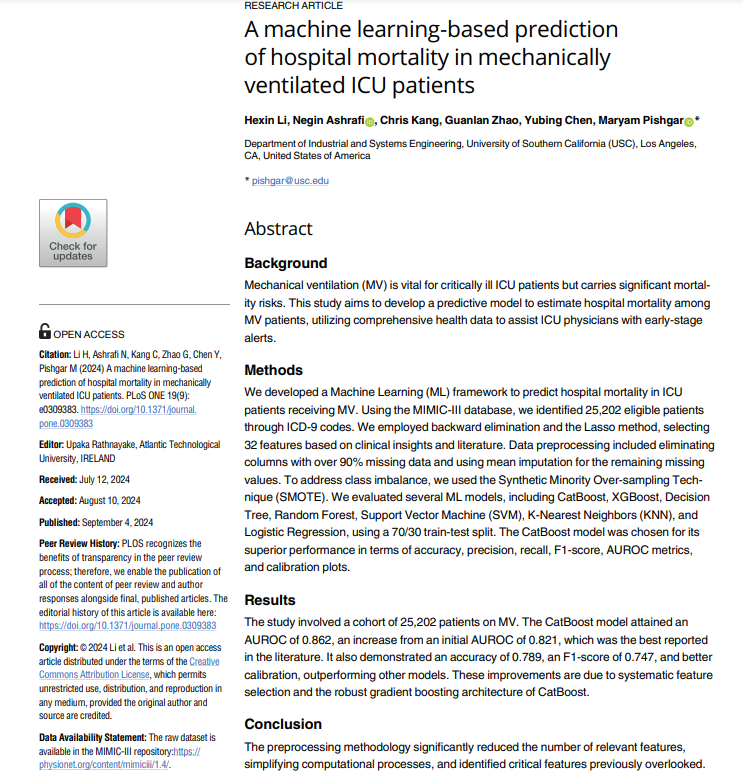 RESEARCH ARTICLE
A machine learning-based prediction
of hospital mortality in mechanically
ventilated ICU patients
Hexin Li, Negin Ashrafi, Chris Kang, Guanlan Zhao, Yubing Chen, Maryam Pishgar*
Department of Industrial and Systems Engineering, University of Southern California (USC), Los Angeles,
CA, United States of America
* pishgar@usc.edu
Abstract
Background
Mechanical ventilation (MV) is vital for critically ill ICU patients but carries significant mortal-
ity risks. This study aims to develop a predictive model to estimate hospital mortality among
MV patients, utilizing comprehensive health data to assist ICU physicians with early-stage
alerts.
Methods
We developed a Machine Learning (ML) framework to predict hospital mortality in ICU
patients receiving MV. Using the MIMIC-III database, we identified 25,202 eligible patients
through ICD-9 codes. We employed backward elimination and the Lasso method, selecting
32 features based on clinical insights and literature. Data preprocessing included eliminating
columns with over 90% missing data and using mean imputation for the remaining missing
values. To address class imbalance, we used the Synthetic Minority Over-sampling Tech-
nique (SMOTE). We evaluated several ML models, including CatBoost, XGBoost, Decision
Tree, Random Forest, Support Vector Machine (SVM), K-Nearest Neighbors (KNN), and
Logistic Regression, using a 70/30 train-test split. The CatBoost model was chosen for its
superior performance in terms of accuracy, precision, recall, F1-score, AUROC metrics,
and calibration plots.
Results
The study involved a cohort of 25,202 patients on MV. The CatBoost model attained an
AUROC of 0.862, an increase from an initial AUROC of 0.821, which was the best reported
in the literature. It also demonstrated an accuracy of 0.789, an F1-score of 0.747, and better
calibration, outperforming other models. These improvements are due to systematic feature
selection and the robust gradient boosting architecture of CatBoost.
Conclusion
The preprocessing methodology significantly reduced the number of relevant features,
simplifying computational processes, and identified critical features previously overlooked.
Check for
updates
OPEN ACCESS
Citation: Li H, Ashrafi N, Kang C, Zhao G, Chen Y,
Pishgar M (2024) A machine learning-based
prediction of hospital mortality in mechanically
ventilated ICU patients. PLoS ONE 19(9):
e0309383. https://doi.org/10.1371/journal.
pone.0309383
Editor: Upaka Rathnayake, Atlantic Technological
University, IRELAND
Received: July 12, 2024
Accepted: August 10, 2024
Published: September 4, 2024
Peer Review History: PLOS recognizes the
benefits of transparency in the peer review
process; therefore, we enable the publication of
all of the content of peer review and author
responses alongside final, published articles. The
editorial history of this article is available here:
https://doi.org/10.1371/journal.pone.0309383
Copyright: © 2024 Li et al. This is an open access
article distributed under the terms of the Creative
Commons Attribution License, which permits
unrestricted use, distribution, and reproduction in
any medium, provided the original author and
source are credited.
Data Availability Statement: The raw dataset is
available in the MIMIC-III repository:https://
physionet.org/content/mimiciii/1.4/.